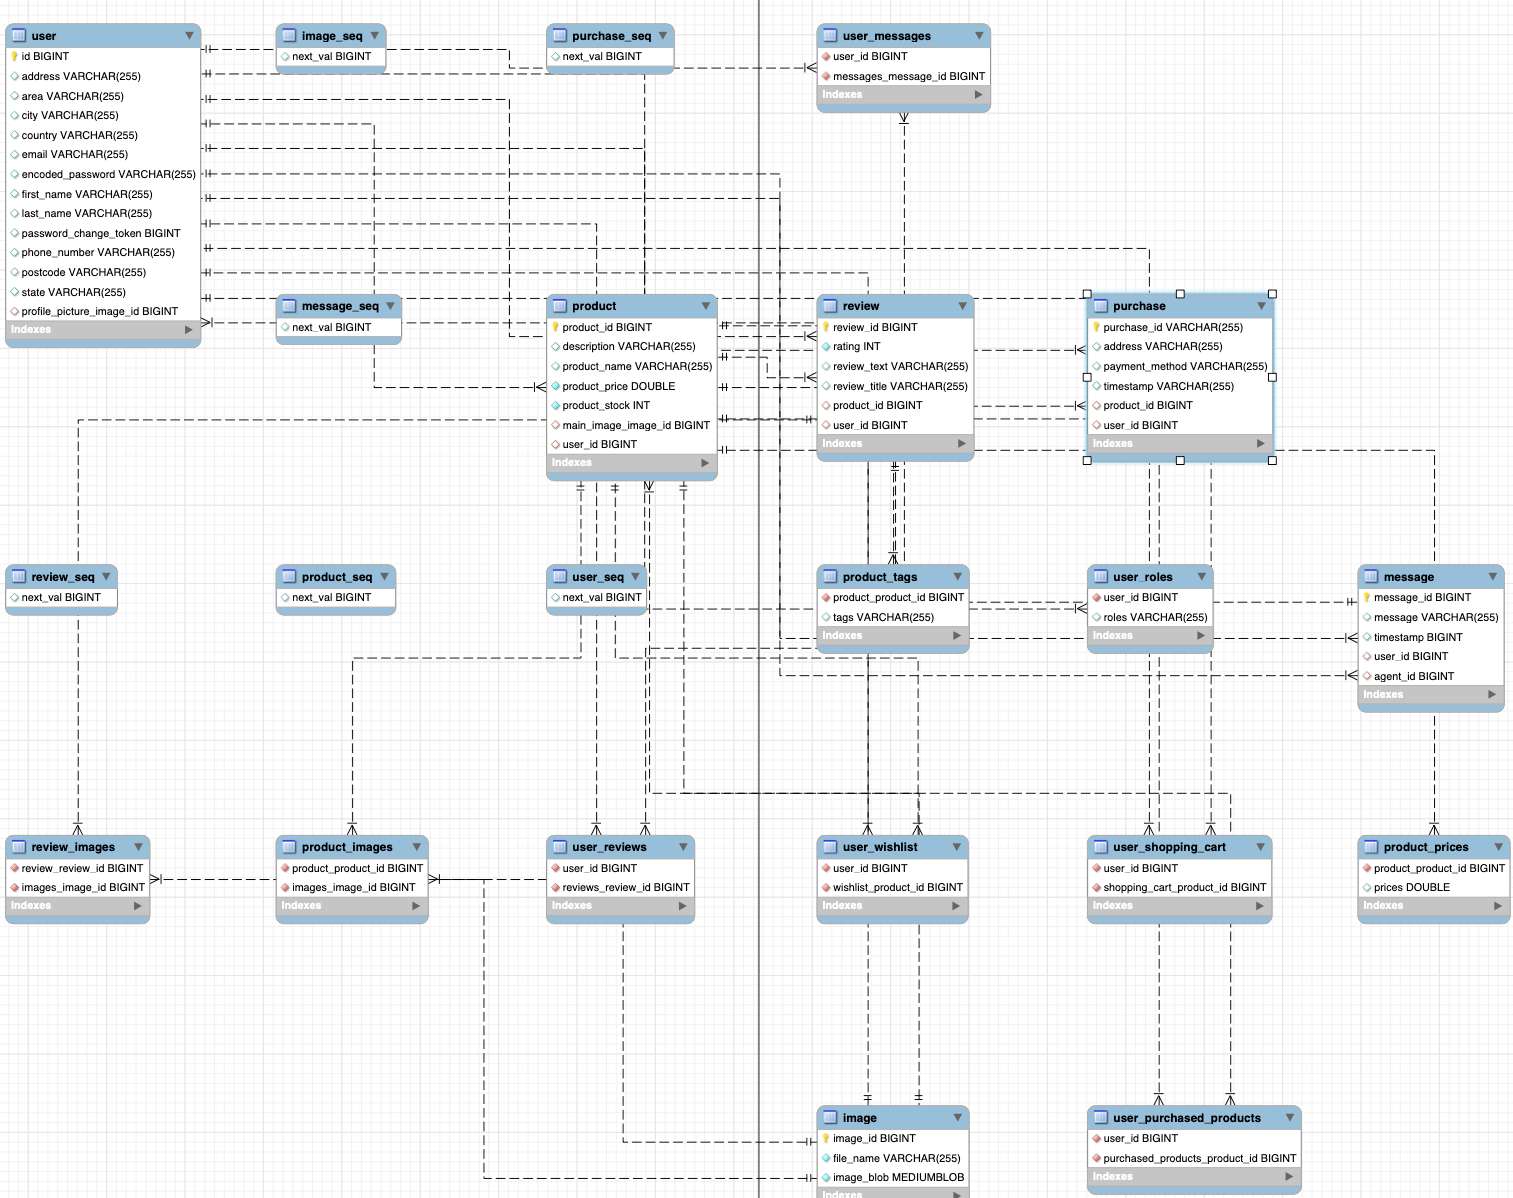 user
id BIGINT
address VARCHAR(255)
area VARCHAR(255)
city VARCHAR(255)
country VARCHAR(255)
email VARCHAR(255)
encoded_password VARCHAR(255)
first_name VARCHAR(255)
last_name VARCHAR(255)
password_change_token BIGINT
phone_number VARCHAR(255)
postcode VARCHAR(255)
state VARCHAR(255)
profile_picture_image_id BIGINT
Indexes
image_seq
next_val BIGINT
purchase_seq
next_val BIGINT
user_messages
user_id BIGINT
messages_message_id BIGINT
Indexes
message_seq
next_val BIGINT
product
product_id BIGINT
description VARCHAR(255)
product_name VARCHAR(255)
product_price DOUBLE
product_stock INT
main_image_image_id BIGINT
user_id BIGINT
Indexes
review
review_id BIGINT
rating INT
review_text VARCHAR(255)
review_title VARCHAR(255)
product_id BIGINT
user_id BIGINT
Indexes
purchase
purchase_id VARCHAR(255)
address VARCHAR(255)
payment_method VARCHAR(255)
timestamp VARCHAR(255)
product_id BIGINT
user_id BIGINT
Indexes
review_seq
next_val BIGINT
product_seq
next_val BIGINT
user_seq
next_val BIGINT
product_tags
product_product_id BIGINT
tags VARCHAR(255)
Indexes
user_roles
user_id BIGINT
roles VARCHAR(255)
Indexes
message
message_id BIGINT
message VARCHAR(255)
timestamp BIGINT
user_id BIGINT
agent_id BIGINT
Indexes
review_images
review_review_id BIGINT
images_image_id BIGINT
Indexes
product_images
product_product_id BIGINT
images_image_id BIGINT
Indexes
user_reviews
user_id BIGINT
reviews_review_id BIGINT
Indexes
user_wishlist
user_id BIGINT
wishlist_product_id BIGINT
Indexes
user_shopping_cart
user_id BIGINT
shopping_cart_product_id BIGINT
Indexes
product_prices
product_product_id BIGINT
prices DOUBLE
Indexes
image
image_id BIGINT
file_name VARCHAR(255)
image_blob MEDIUMBLOB
Indexes
user_purchased_products
user_id BIGINT
purchased_products_product_id BIGINT
Indexes